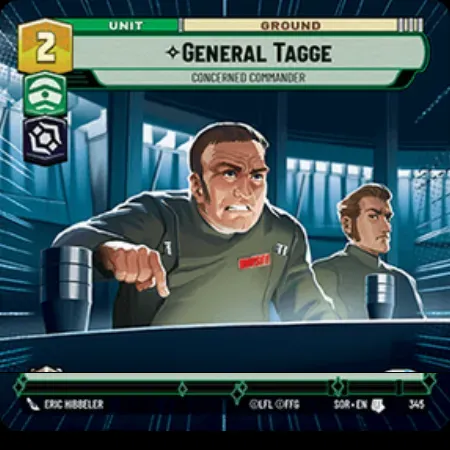 UNIT GROUND
2
GENERAL TAGGE
CONCERNED COMMANDER
ERIC HIBBELER ©LFL ©FFG SOR • EN 345